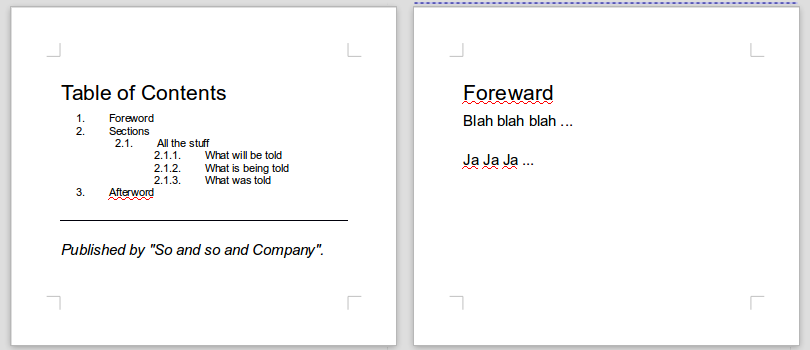 Table of Contents
1. Foreword
2. Sections
2.1. All the stuff
2.1.1. What will be told
2.1.2. What is being told
2.1.3. What was told
3. Afterword
Published by "So and so and Company".
Foreward
Blah blah blah ...
Ja Ja Ja ...